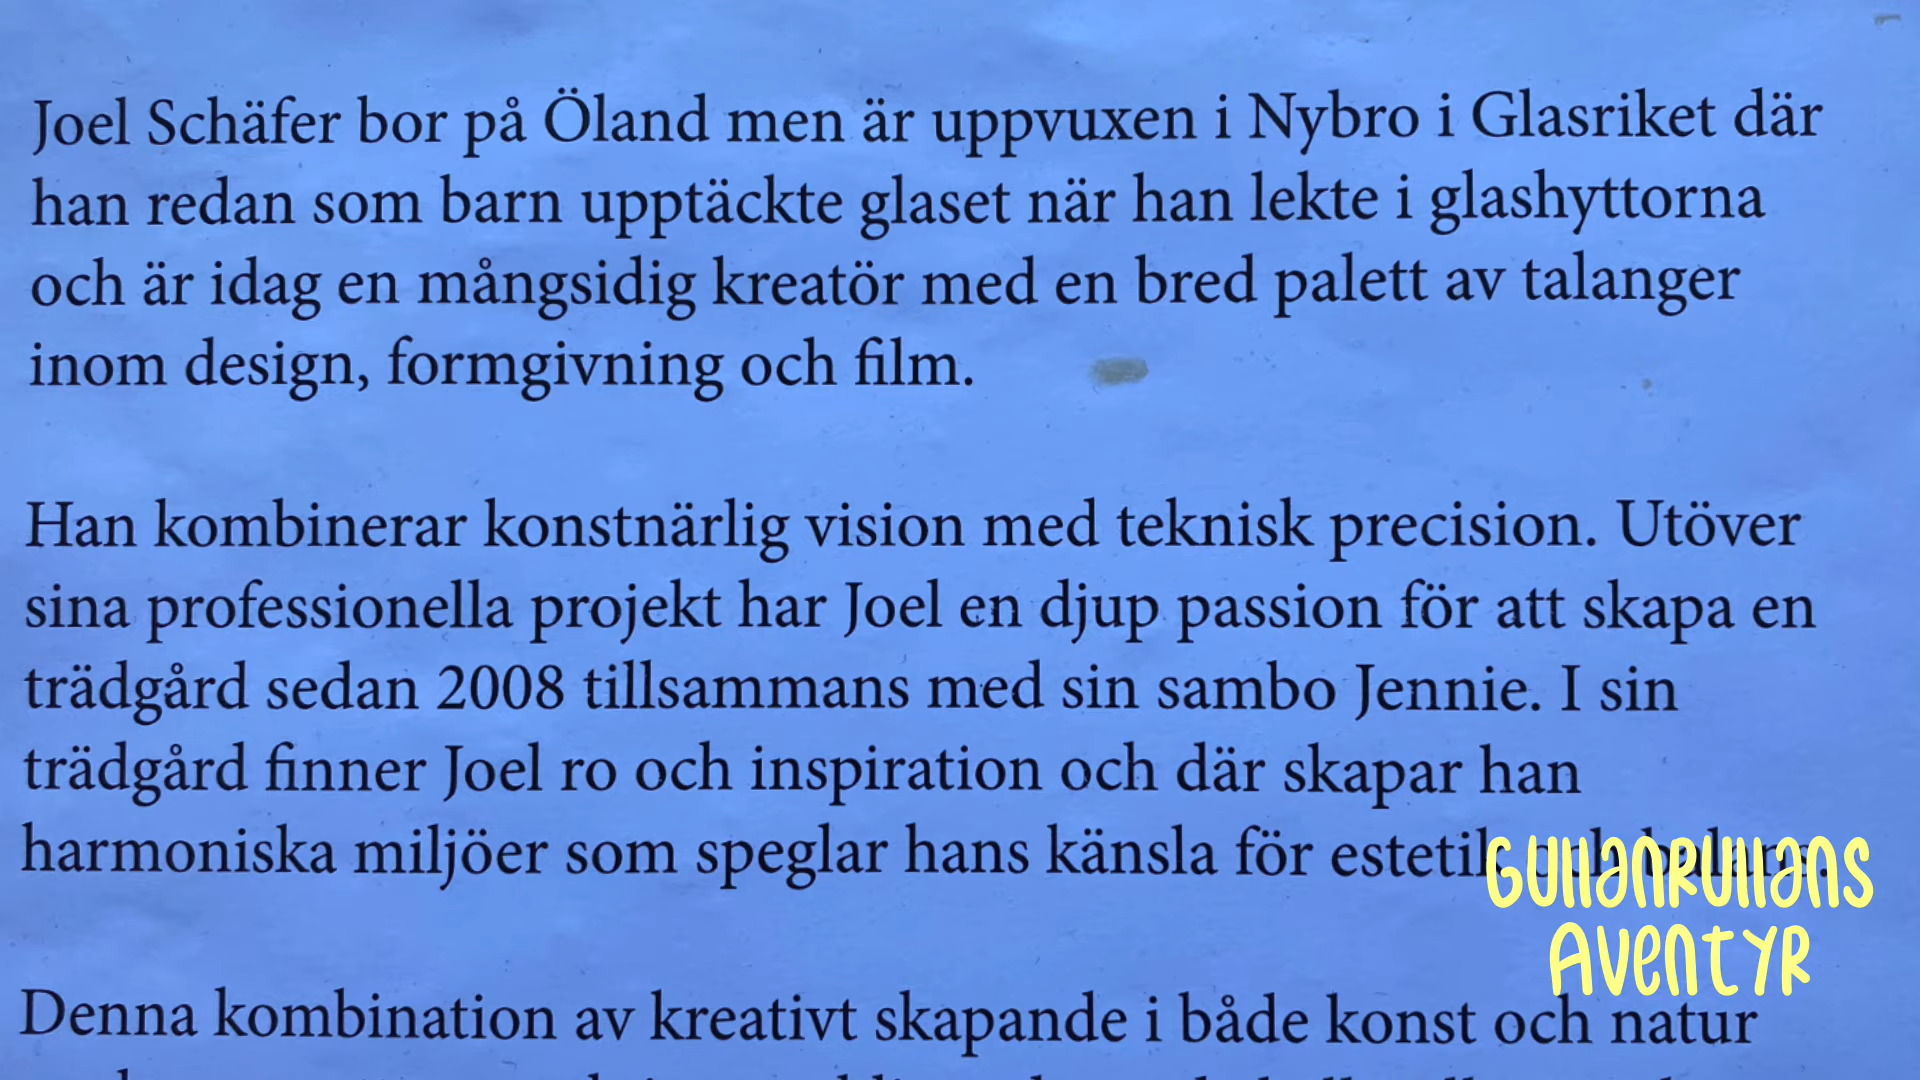 Joel Schäfer bor på Öland men är uppvuxen i Nybro i Glasriket där
han redan som barn upptäckte glaset när han lekte i glashyttorna
och är idag en mångsidig kreatör med en bred palett av talanger
inom design, formgivning och film.
Han kombinerar konstnärlig vision med teknisk precision. Utöver
sina professionella projekt har Joel en djup passion för att skapa en
trädgård sedan 2008 tillsammans med sin sambo Jennie. I sin
trädgård finner Joel ro och inspiration och där skapar han
harmoniska miljöer som speglar hans känsla för estetik och balans.
GullanRullans
Aventyr
Denna kombination av kreativt skapande i både konst och natur